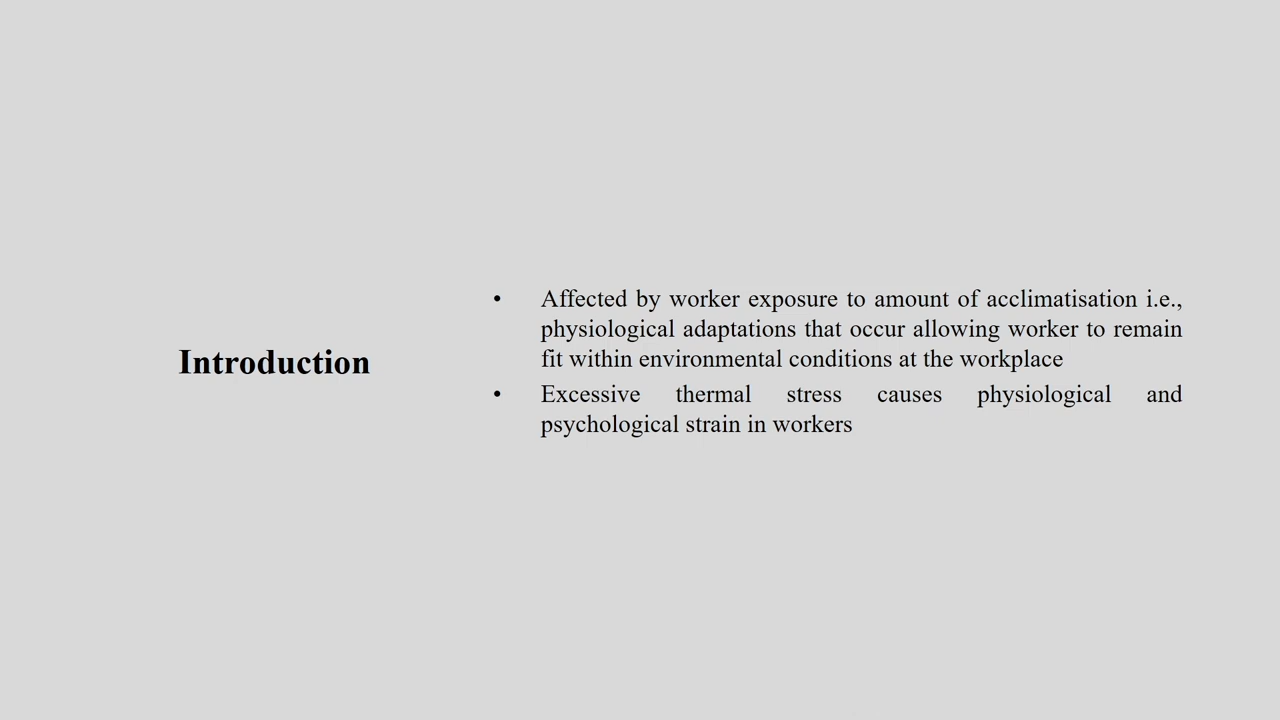 Introduction
• Affected by worker exposure to amount of acclimatisation i.e.,
physiological adaptations that occur allowing worker to remain
fit within environmental conditions at the workplace
• Excessive thermal stress causes physiological and
psychological strain in workers